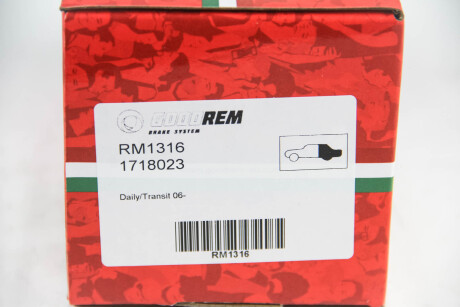 GOODREM
BRAKE SYSTEM
RM1316
1718023
Daily/Transit 06-
RM1316